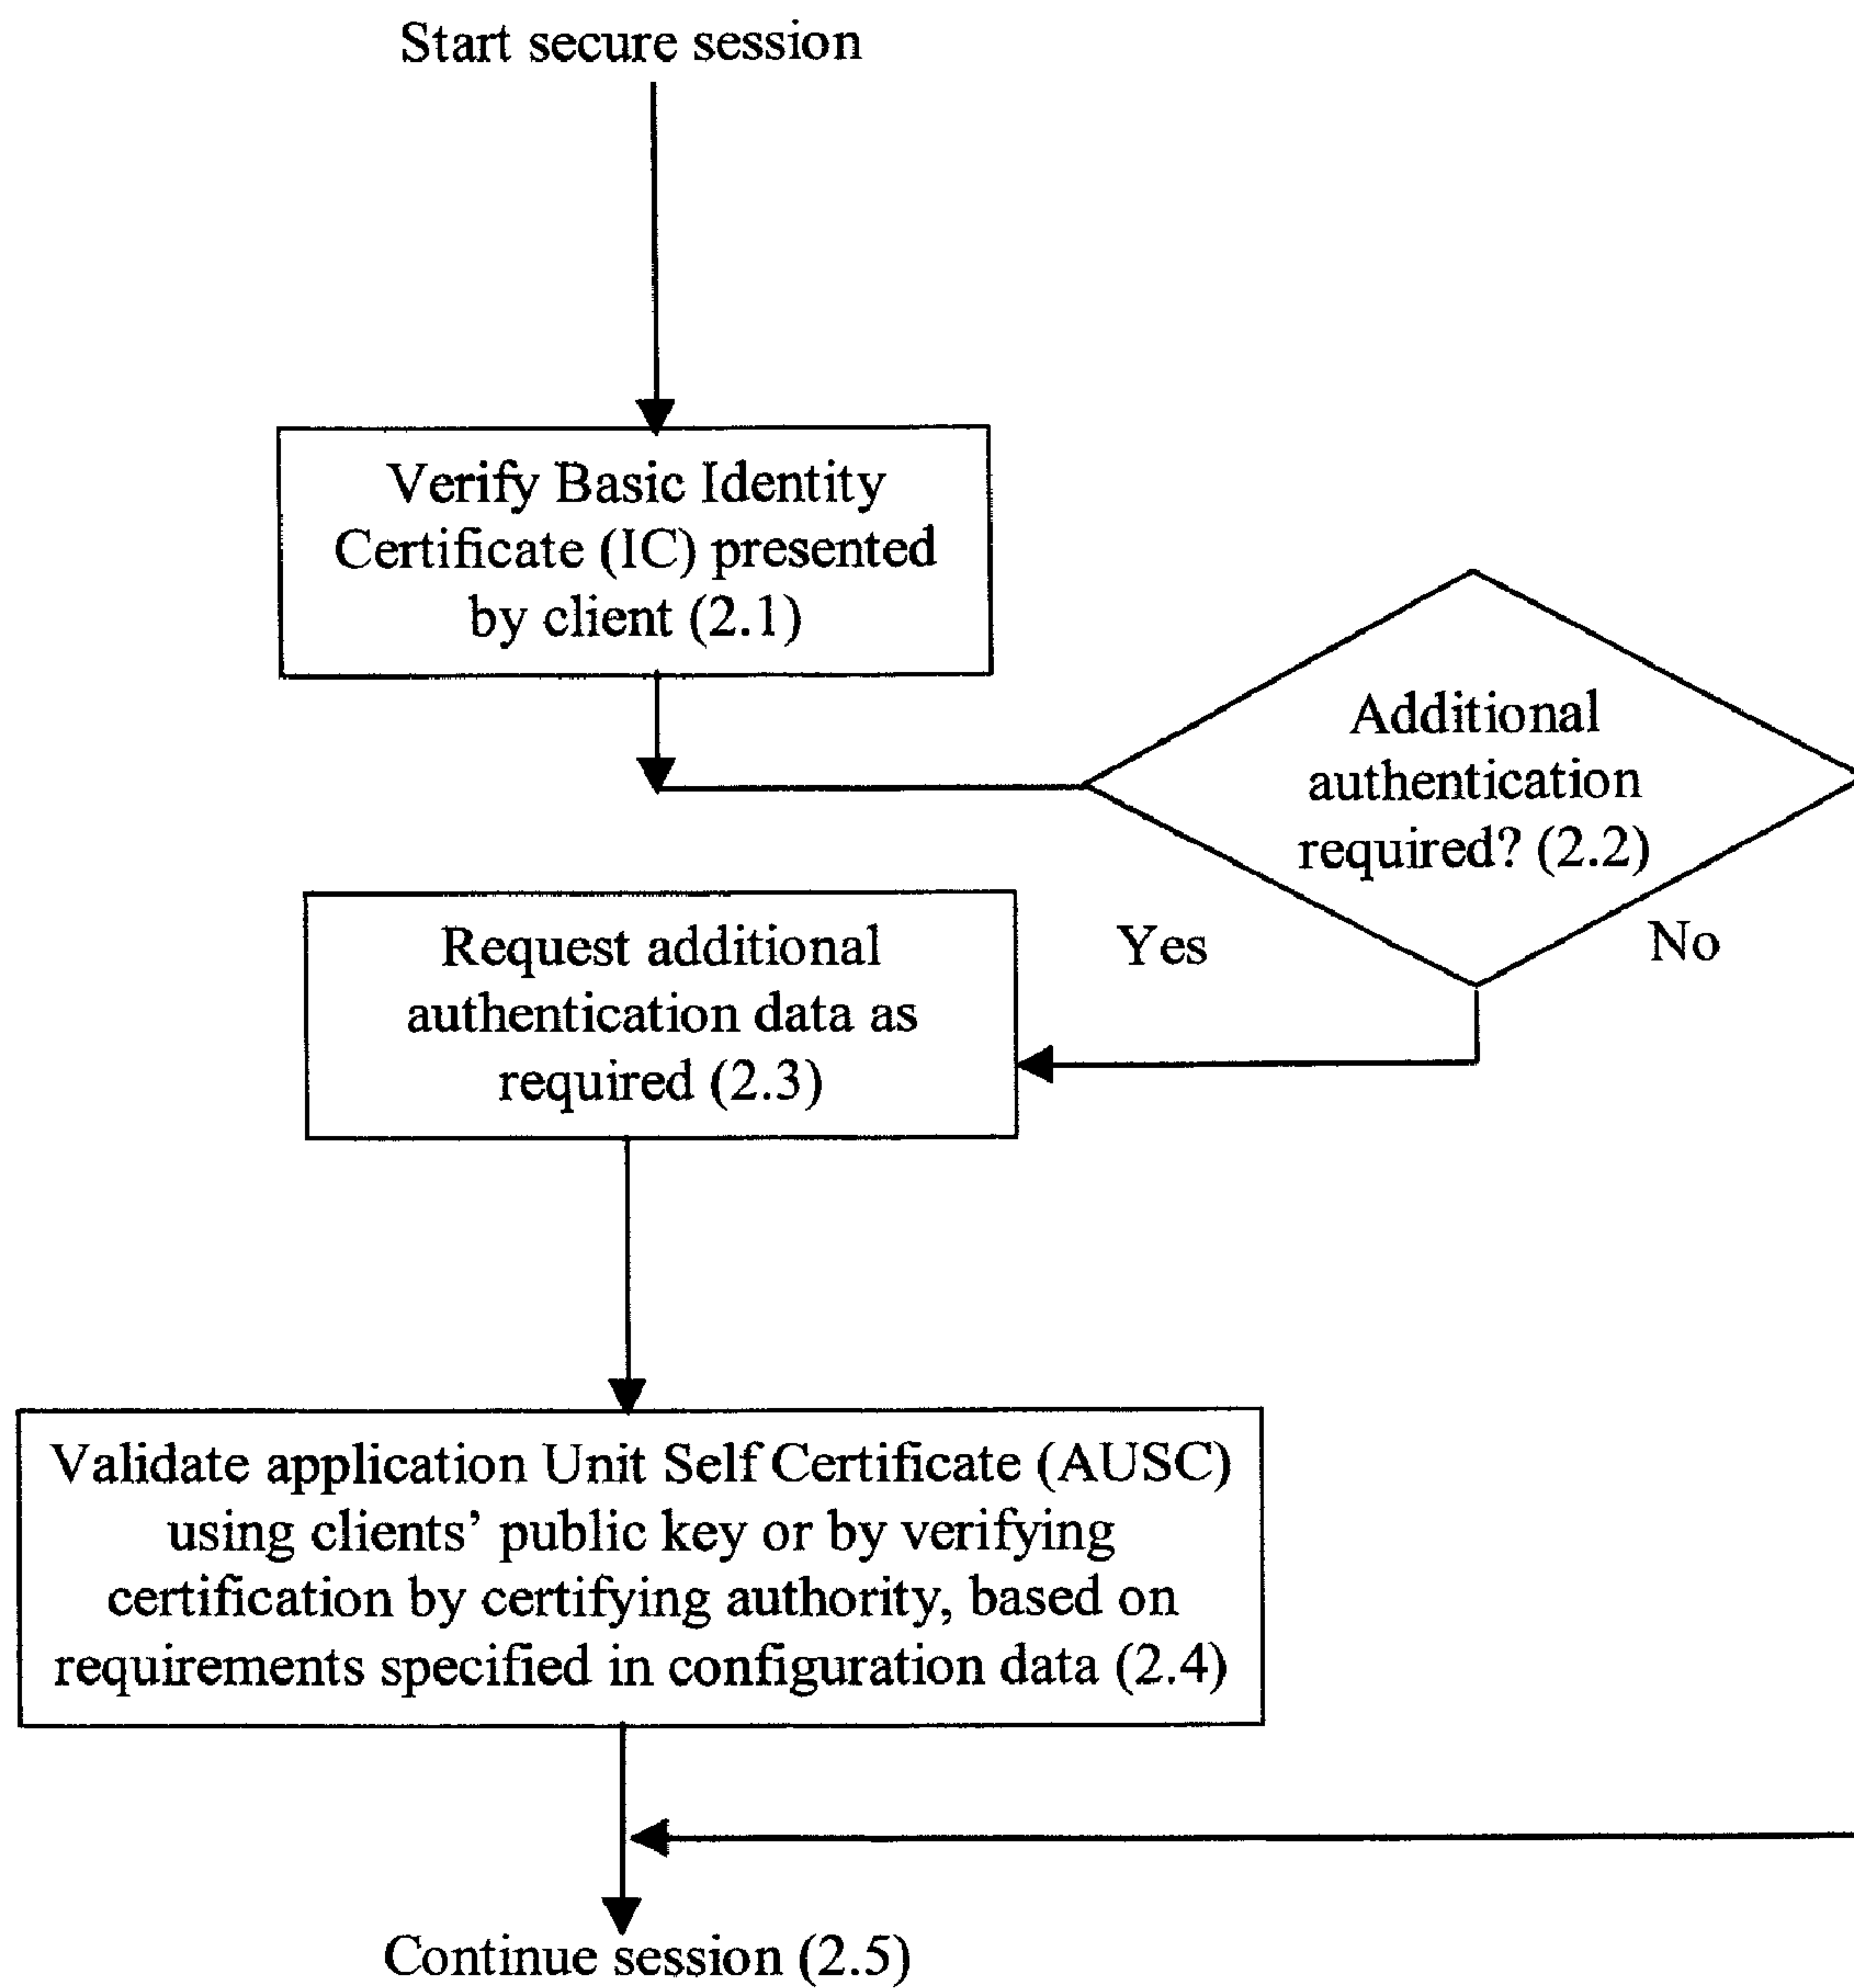 Start secure session
Verify Basic Identity
Certificate (IC) presented
by client (2.1)
Additional
authentication
required? (2.2)
Yes
No
Request additional
authentication data as
required (2.3)
Validate application Unit Self Certificate (AUSC)
using clients’ public key or by verifying
certification by certifying authority, based on
requirements specified in configuration data (2.4)
Continue session (2.5)